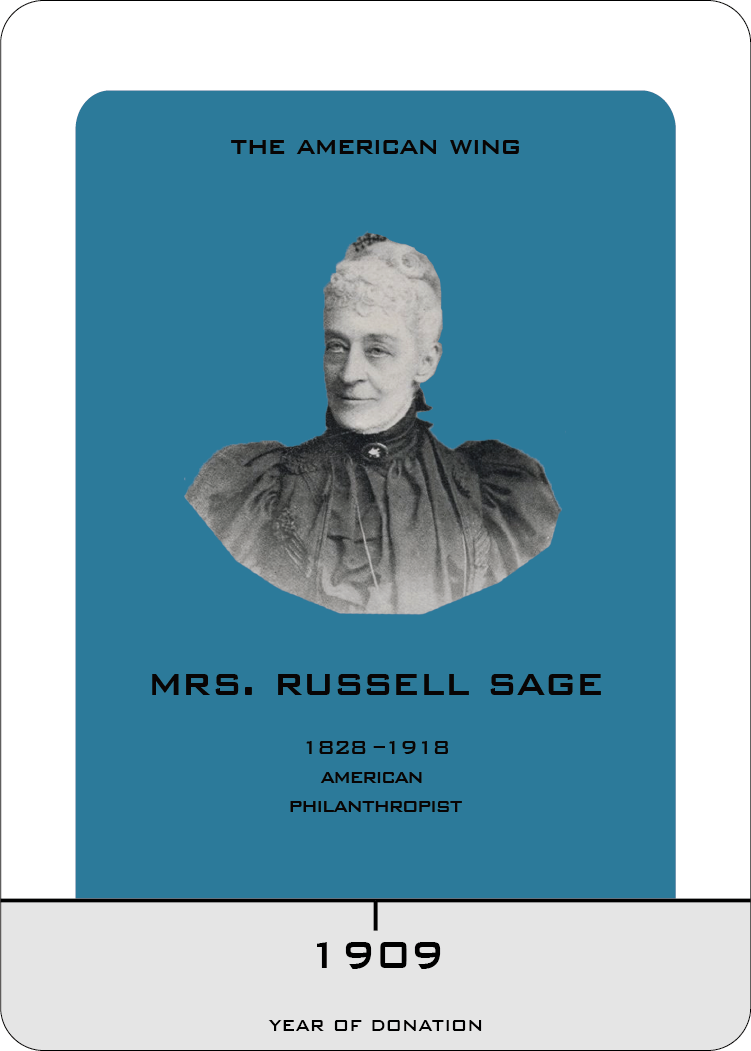 THE AMERICAN WING
MRS. RUSSELL SAGE
1828 –1918
AMERICAN
PHILANTHROPIST
1909
YEAR OF DONATION